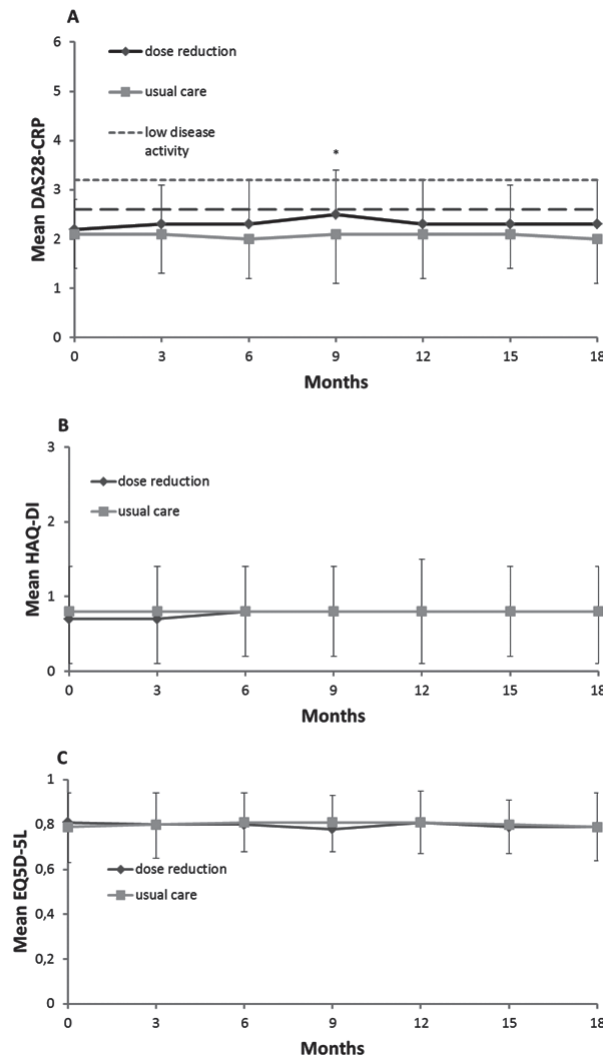 A
6
5
4
3
2
1
0
Mean DAS28-CRP
dose reduction
usual care
low disease
activity
*
0 3 6 9 12 15 18
Months
B
3
2
1
0
Mean HAQ-DI
dose reduction
usual care
0 3 6 9 12 15 18
Months
C
1
0,8
0,6
0,4
0,2
0
Mean EQ5D-5L
dose reduction
usual care
0 3 6 9 12 15 18
Months